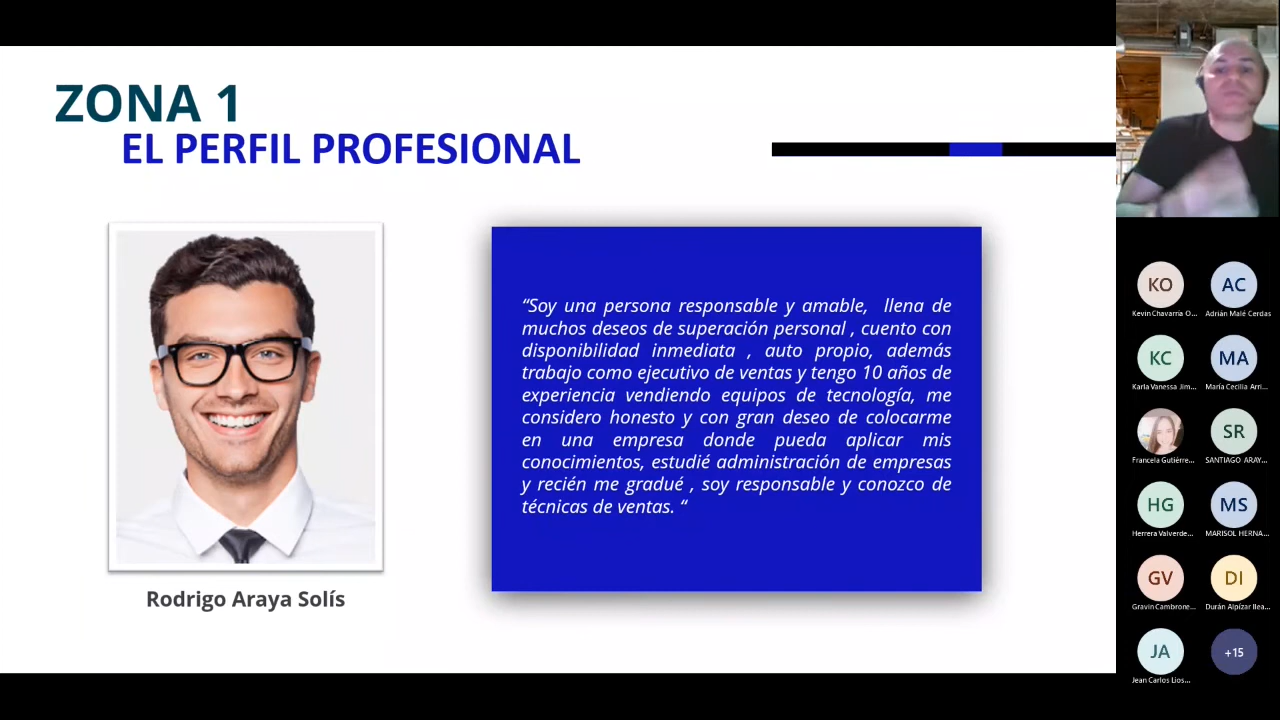 ZONA 1
EL PERFIL PROFESIONAL
“Soy una persona responsable y amable, llena de
muchos deseos de superación personal , cuento con
disponibilidad inmediata , auto propio, además
trabajo como ejecutivo de ventas y tengo 10 años de
experiencia vendiendo equipos de tecnología, me
considero honesto y con gran deseo de colocarme
en una empresa donde pueda aplicar mis
conocimientos, estudié administración de empresas
y recién me gradué , soy responsable y conozco de
técnicas de ventas. “
Rodrigo Araya Solís
KO
AC
Kevin Chavarría O...
Adrián Malé Cerdas
KC
MA
Karla Vanessa Jim...
María Cecilia Arri...
SR
Francela Gutiérre...
SANTIAGO ARAY...
HG
MS
Herrera Valverde...
MARISOL HERNA...
GV
DI
Gravin Cambrone...
Durán Alpízar Ilea...
JA
+15
Jean Carlos Lios...